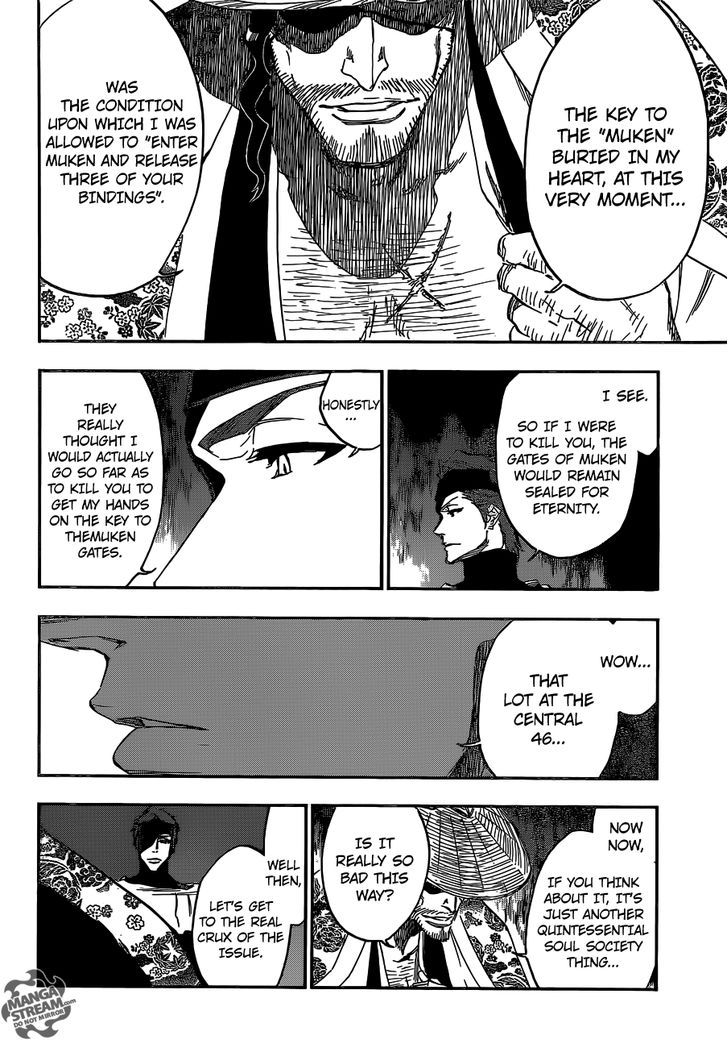 THE KEY TO
THE "MUKEN"
BURIED IN MY
HEART, AT THIS
VERY MOMENT...
WAS
THE CONDITION
UPON WHICH I WAS
ALLOWED TO "ENTER
MUKEN AND RELEASE
THREE OF YOUR
BINDINGS".
I SEE.
SO IF I WERE
TO KILL YOU, THE
GATES OF MUKEN
WOULD REMAIN
SEALED FOR
ETERNITY.
HONESTLY
...
THEY
REALLY
THOUGHT I
WOULD ACTUALLY
GO SO FAR AS
TO KILL YOU TO
GET MY HANDS
ON THE KEY TO
THEMUKEN
GATES.
WOW...
THAT
LOT AT THE
CENTRAL
46...
NOW
NOW,
IF YOU THINK
ABOUT IT, IT'S
JUST ANOTHER
QUINTESSENTIAL
SOUL SOCIETY
THING...
IS IT
REALLY SO
BAD THIS
WAY?
WELL
THEN,
LET'S GET
TO THE REAL
CRUX OF THE
ISSUE.
MANGA
STREAM.COM
DO NOT MIRROR